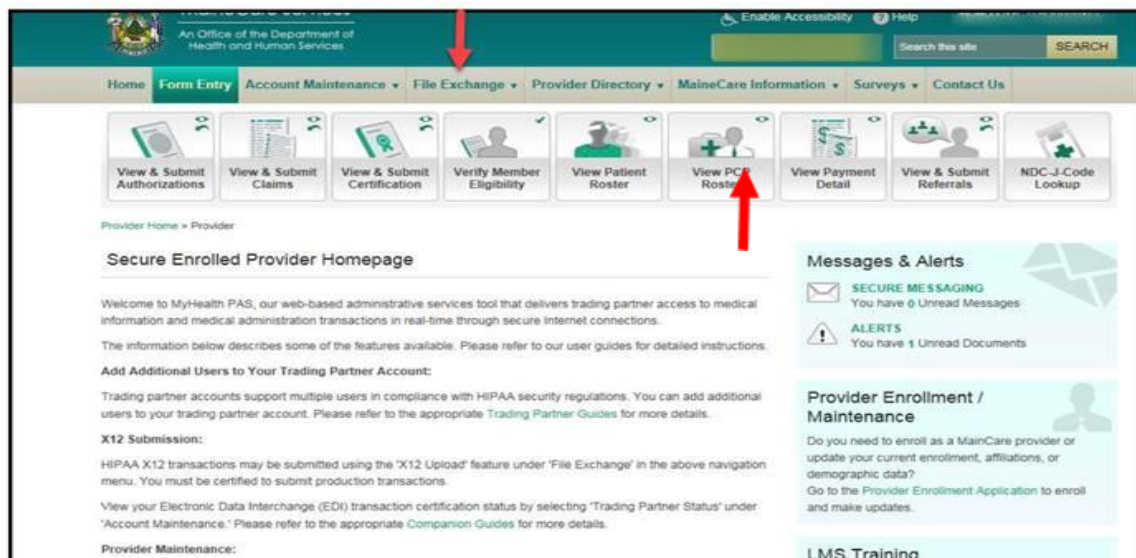 An Office of the Department of
Health and Human Services
Enable Accessibility
Help
Search this site
SEARCH
Home Form Entry Account Maintenance File Exchange Provider Directory MaineCare Information Surveys Contact Us
View & Submit
Authorizations
View & Submit
Claims
View & Submit
Certification
Verify Member
Eligibility
View Patient
Roster
View PCP
Roster
View Payment
Detail
View & Submit
Referrals
NDC-J-Code
Lookup
Provider Home » Provider
Secure Enrolled Provider Homepage
Welcome to MyHealth PAS, our web-based administrative services tool that delivers trading partner access to medical
information and medical administration transactions in real-time through secure Internet connections.
The information below describes some of the features available. Please refer to our user guides for detailed instructions.
Add Additional Users to Your Trading Partner Account:
Trading partner accounts support multiple users in compliance with HIPAA security regulations. You can add additional
users to your trading partner account. Please refer to the appropriate Trading Partner Guides for more details.
X12 Submission:
HIPAA X12 transactions may be submitted using the 'X12 Upload' feature under 'File Exchange' in the above navigation
menu. You must be certified to submit production transactions.
View your Electronic Data Interchange (EDI) transaction certification status by selecting 'Trading Partner Status' under
'Account Maintenance.' Please refer to the appropriate Companion Guides for more details.
Provider Maintenance:
Messages & Alerts
SECURE MESSAGING
You have 0 Unread Messages
ALERTS
You have 1 Unread Documents
Provider Enrollment /
Maintenance
Do you need to enroll as a MainCare provider or
update your current enrollment, affiliations, or
demographic data?
Go to the Provider Enrollment Application to enroll
and make updates.
LMS Training